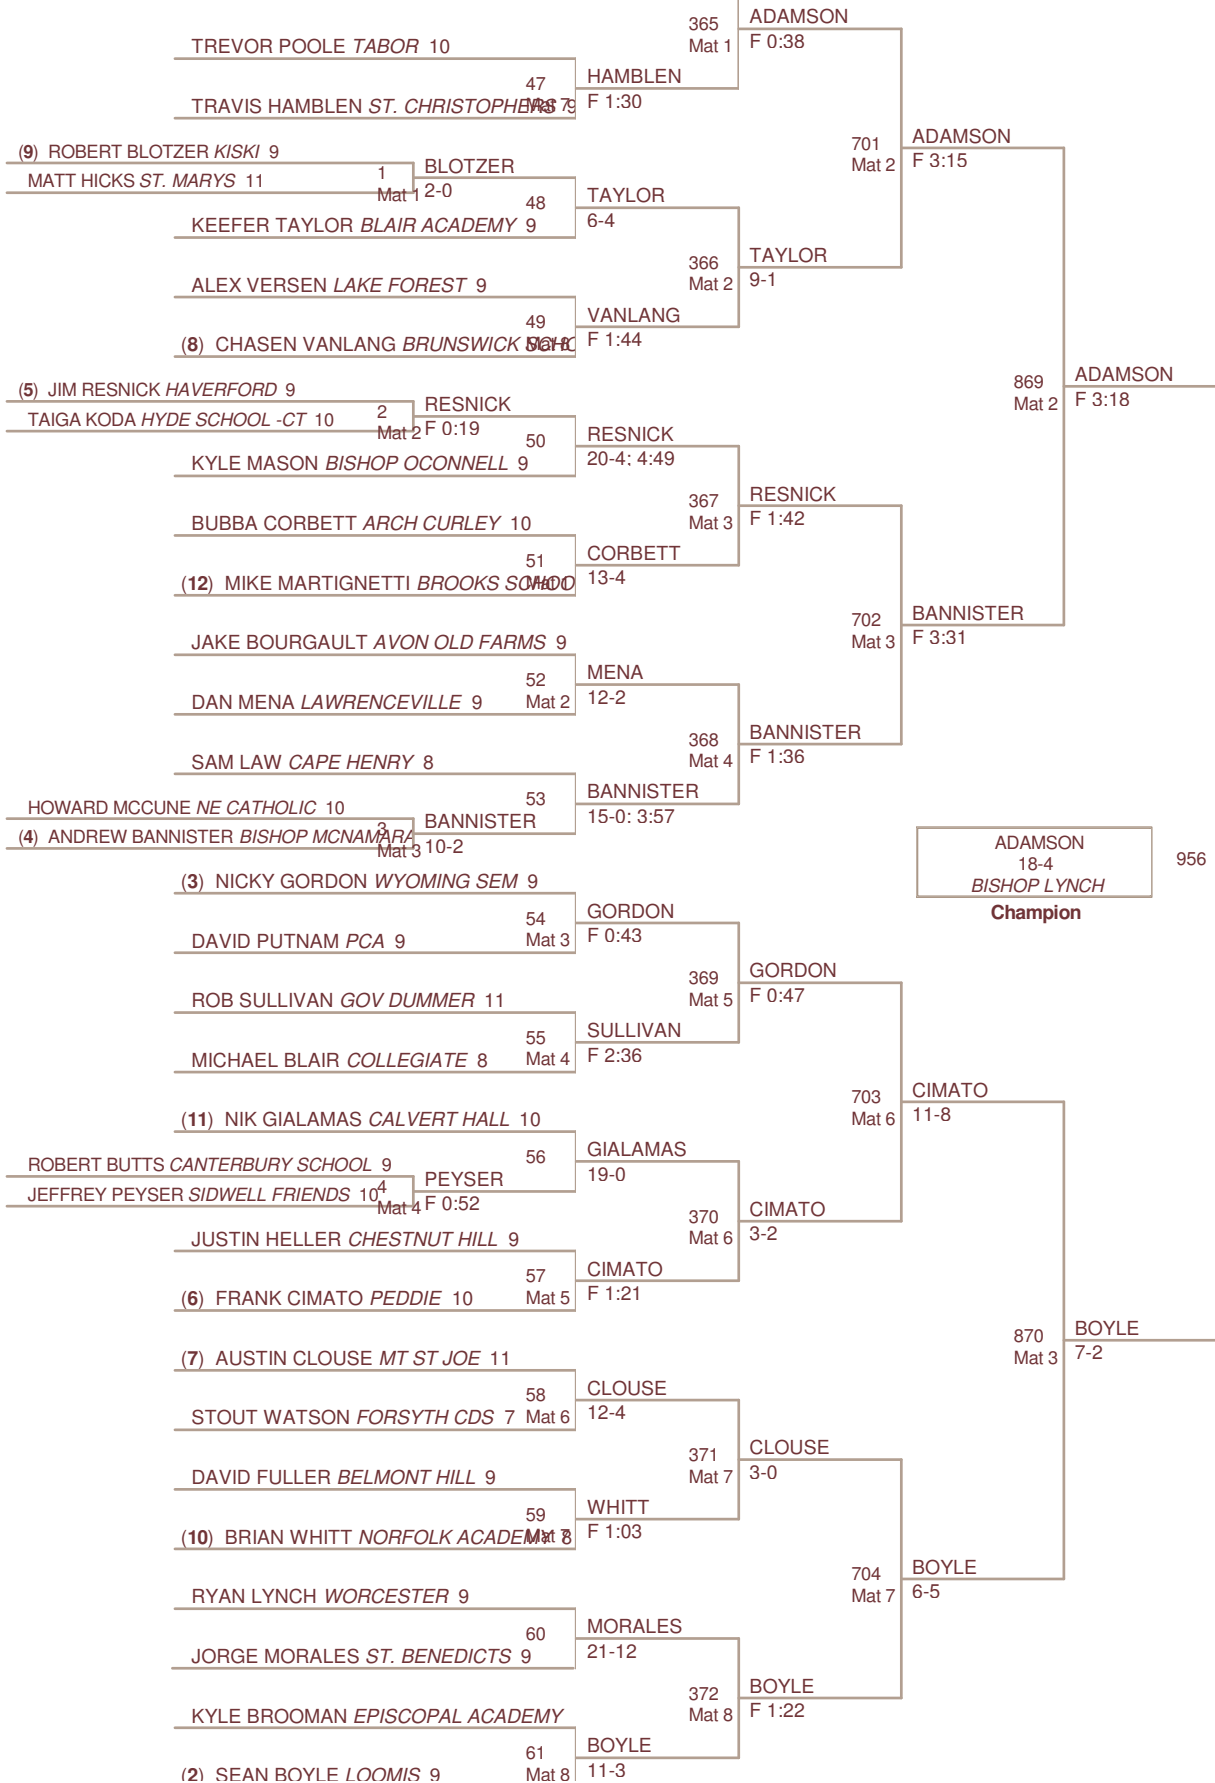 365 ADAMSON
Mat 1 F 0:38
TREVOR POOLE TABOR 10
47 HAMBLEN
Mat 7 F 1:30
TRAVIS HAMBLEN ST. CHRISTOPHERS 9
701 ADAMSON
Mat 2 F 3:15
(9) ROBERT BLOTZER KISKI 9
1 BLOTZER
MATT HICKS ST. MARYS 11
Mat 1 2-0
48 TAYLOR
6-4
KEEFER TAYLOR BLAIR ACADEMY 9
366 TAYLOR
Mat 2 9-1
ALEX VERSEN LAKE FOREST 9
49 VANLANG
F 1:44
(8) CHASEN VANLANG BRUNSWICK
869 ADAMSON
Mat 2 F 3:18
(5) JIM RESNICK HAVERFORD 9
2 RESNICK
TAIGA KODA HYDE SCHOOL -CT 10
Mat 2 F 0:19
50 RESNICK
20-4; 4:49
KYLE MASON BISHOP OCONNELL 9
367 RESNICK
Mat 3 F 1:42
BUBBA CORBETT ARCH CURLEY 10
51 CORBETT
Mat 1 13-4
(12) MIKE MARTIGNETTI BROOKS SCHOO
702 BANNISTER
Mat 3 F 3:31
JAKE BOURGAULT AVON OLD FARMS 9
52 MENA
Mat 2 12-2
DAN MENA LAWRENCEVILLE 9
368 BANNISTER
Mat 4 F 1:36
SAM LAW CAPE HENRY 8
53 BANNISTER
15-0; 3:57
HOWARD MCCUNE NE CATHOLIC 10
3 BANNISTER
(4) ANDREW BANNISTER BISHOP MCNAMARA
Mat 3 10-2
ADAMSON
18-4
BISHOP LYNCH
956
Champion
(3) NICKY GORDON WYOMING SEM 9
54 GORDON
Mat 3 F 0:43
DAVID PUTNAM PCA 9
369 GORDON
Mat 5 F 0:47
ROB SULLIVAN GOV DUMMER 11
55 SULLIVAN
Mat 4 F 2:36
MICHAEL BLAIR COLLEGIATE 8
703 CIMATO
Mat 6 11-8
(11) NIK GIALAMAS CALVERT HALL 10
56 GIALAMAS
19-0
ROBERT BUTTS CANTERBURY SCHOOL 9
4 PEYSER
JEFFREY PEYSER SIDWELL FRIENDS 10
Mat 4 F 0:52
370 CIMATO
Mat 6 3-2
JUSTIN HELLER CHESTNUT HILL 9
57 CIMATO
Mat 5 F 1:21
(6) FRANK CIMATO PEDDIE 10
870 BOYLE
Mat 3 7-2
(7) AUSTIN CLOUSE MT ST JOE 11
58 CLOUSE
Mat 6 12-4
STOUT WATSON FORSYTH CDS 7
371 CLOUSE
Mat 7 3-0
DAVID FULLER BELMONT HILL 9
59 WHITT
Mat 7 F 1:03
(10) BRIAN WHITT NORFOLK ACADEMY 8
704 BOYLE
Mat 7 6-5
RYAN LYNCH WORCESTER 9
60 MORALES
21-12
JORGE MORALES ST. BENEDICTS 9
372 BOYLE
Mat 8 F 1:22
KYLE BROOMAN EPISCOPAL ACADEMY
61 BOYLE
Mat 8 11-3
(2) SEAN BOYLE LOOMIS 9